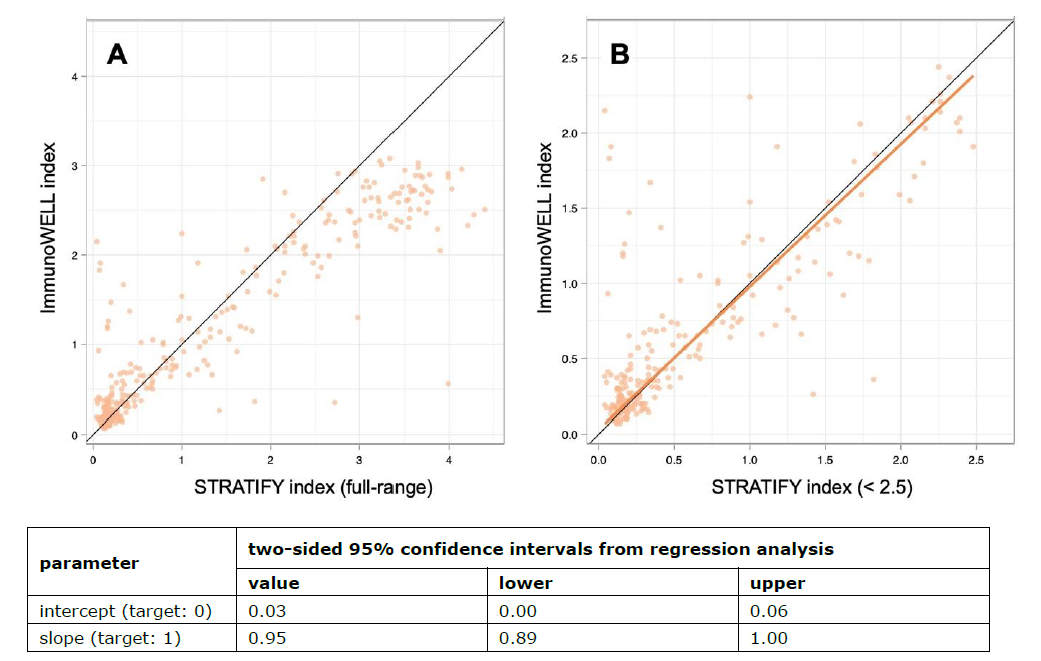 A
4
3
2
1
0
ImmunoWELL index
0 1 2 3 4
STRATIFY index (full-range)
B
2.5
2.0
1.5
1.0
0.5
0.0
ImmunoWELL index
0.0 0.5 1.0 1.5 2.0 2.5
STRATIFY index (< 2.5)
parameter
two-sided 95% confidence intervals from regression analysis
value lower upper
intercept (target: 0) 0.03 0.00 0.06
slope (target: 1) 0.95 0.89 1.00